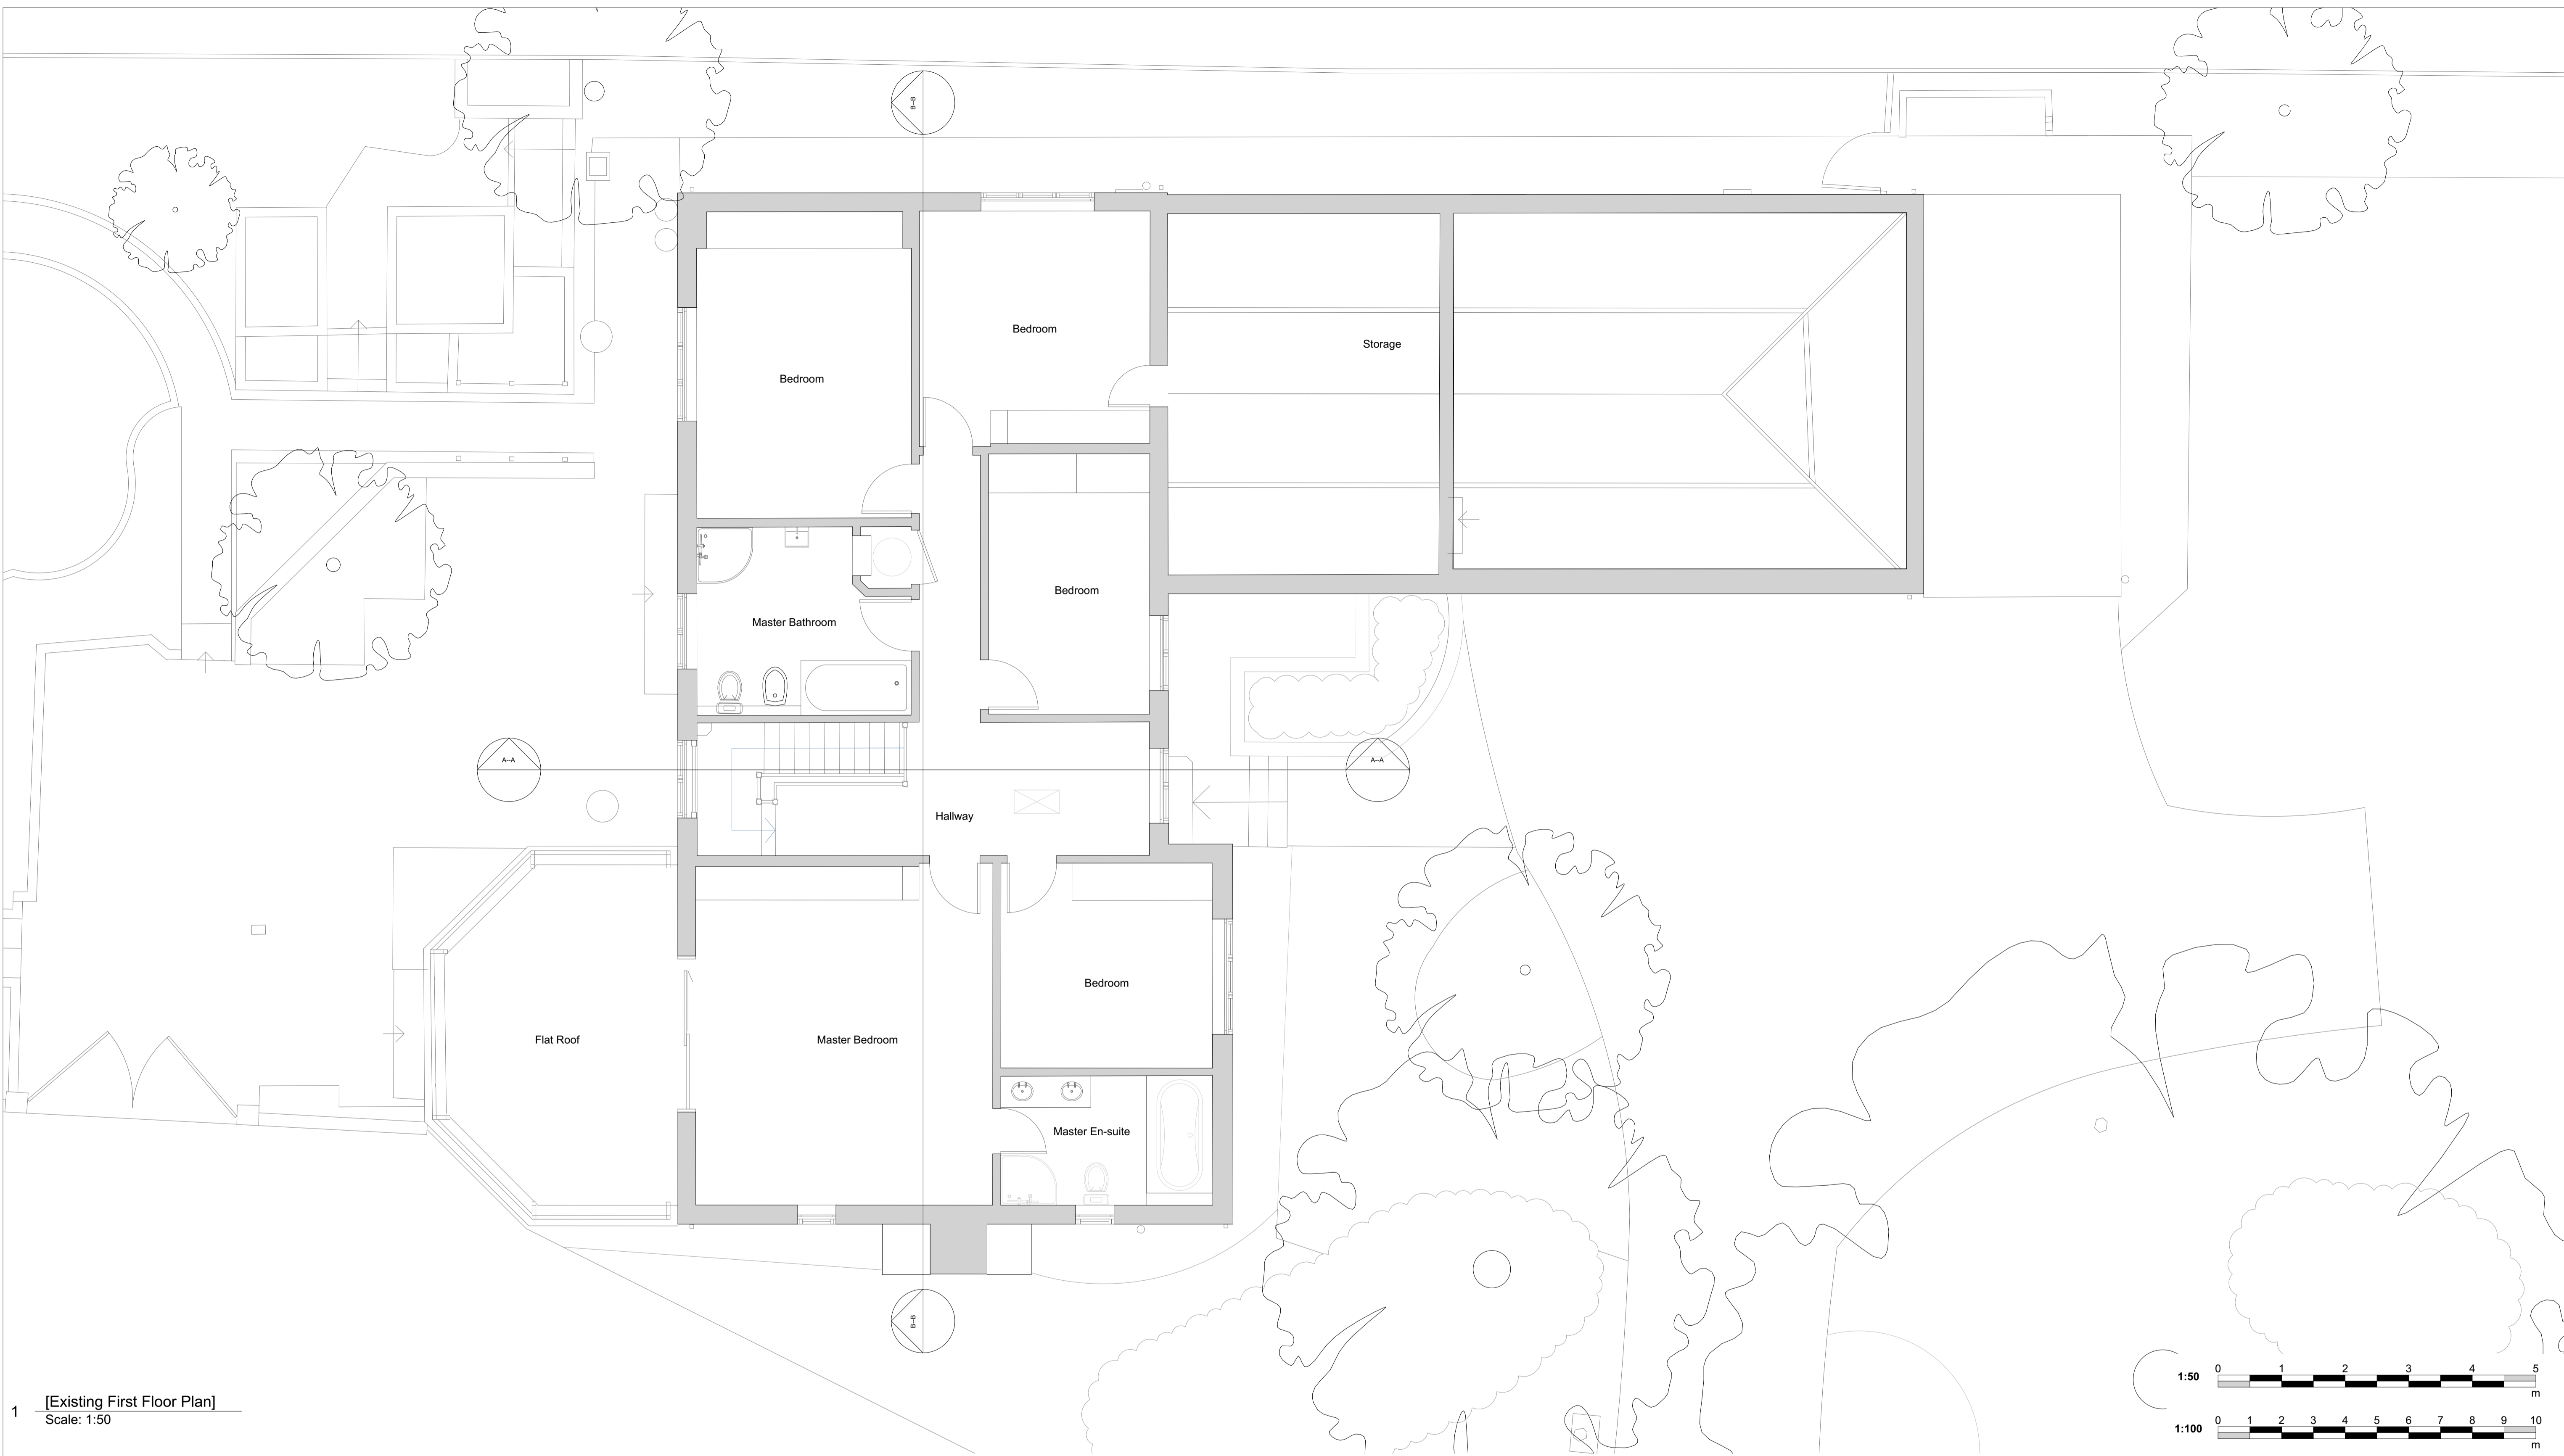 B--B
Bedroom
Storage
Bedroom
Bedroom
Master Bathroom
A--A
A--A
Hallway
Bedroom
Flat Roof
Master Bedroom
Master En-suite
B--B
1:50
0 1 2 3 4 5
m
1 [Existing First Floor Plan]
Scale: 1:50
1:100
0 1 2 3 4 5 6 7 8 9 10
m